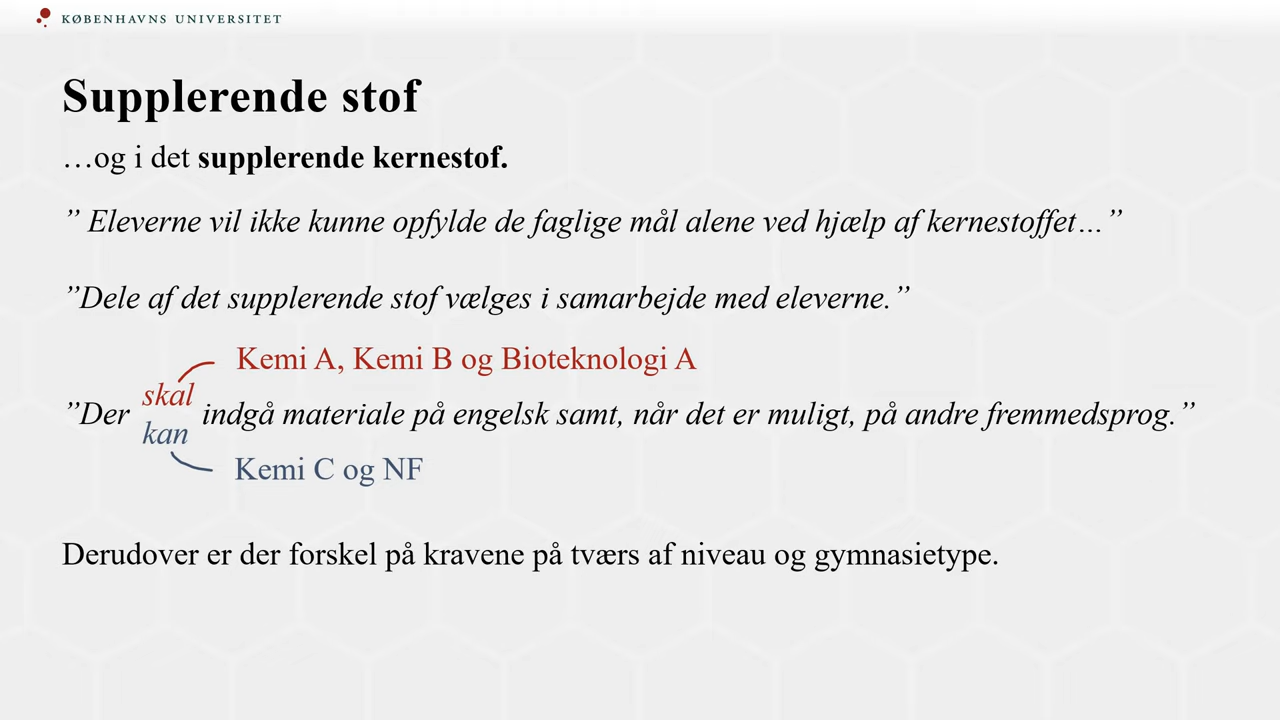 KØBENHAVNS UNIVERSITET
Supplerende stof
…og i det supplerende kernestof.
” Eleverne vil ikke kunne opfylde de faglige mål alene ved hjælp af kernestoffet…”
”Dele af det supplerende stof vælges i samarbejde med eleverne.”
Kemi A, Kemi B og Bioteknologi A
skal
”Der indgå materiale på engelsk samt, når det er muligt, på andre fremmedsprog.”
kan
Kemi C og NF
Derudover er der forskel på kravene på tværs af niveau og gymnasietype.